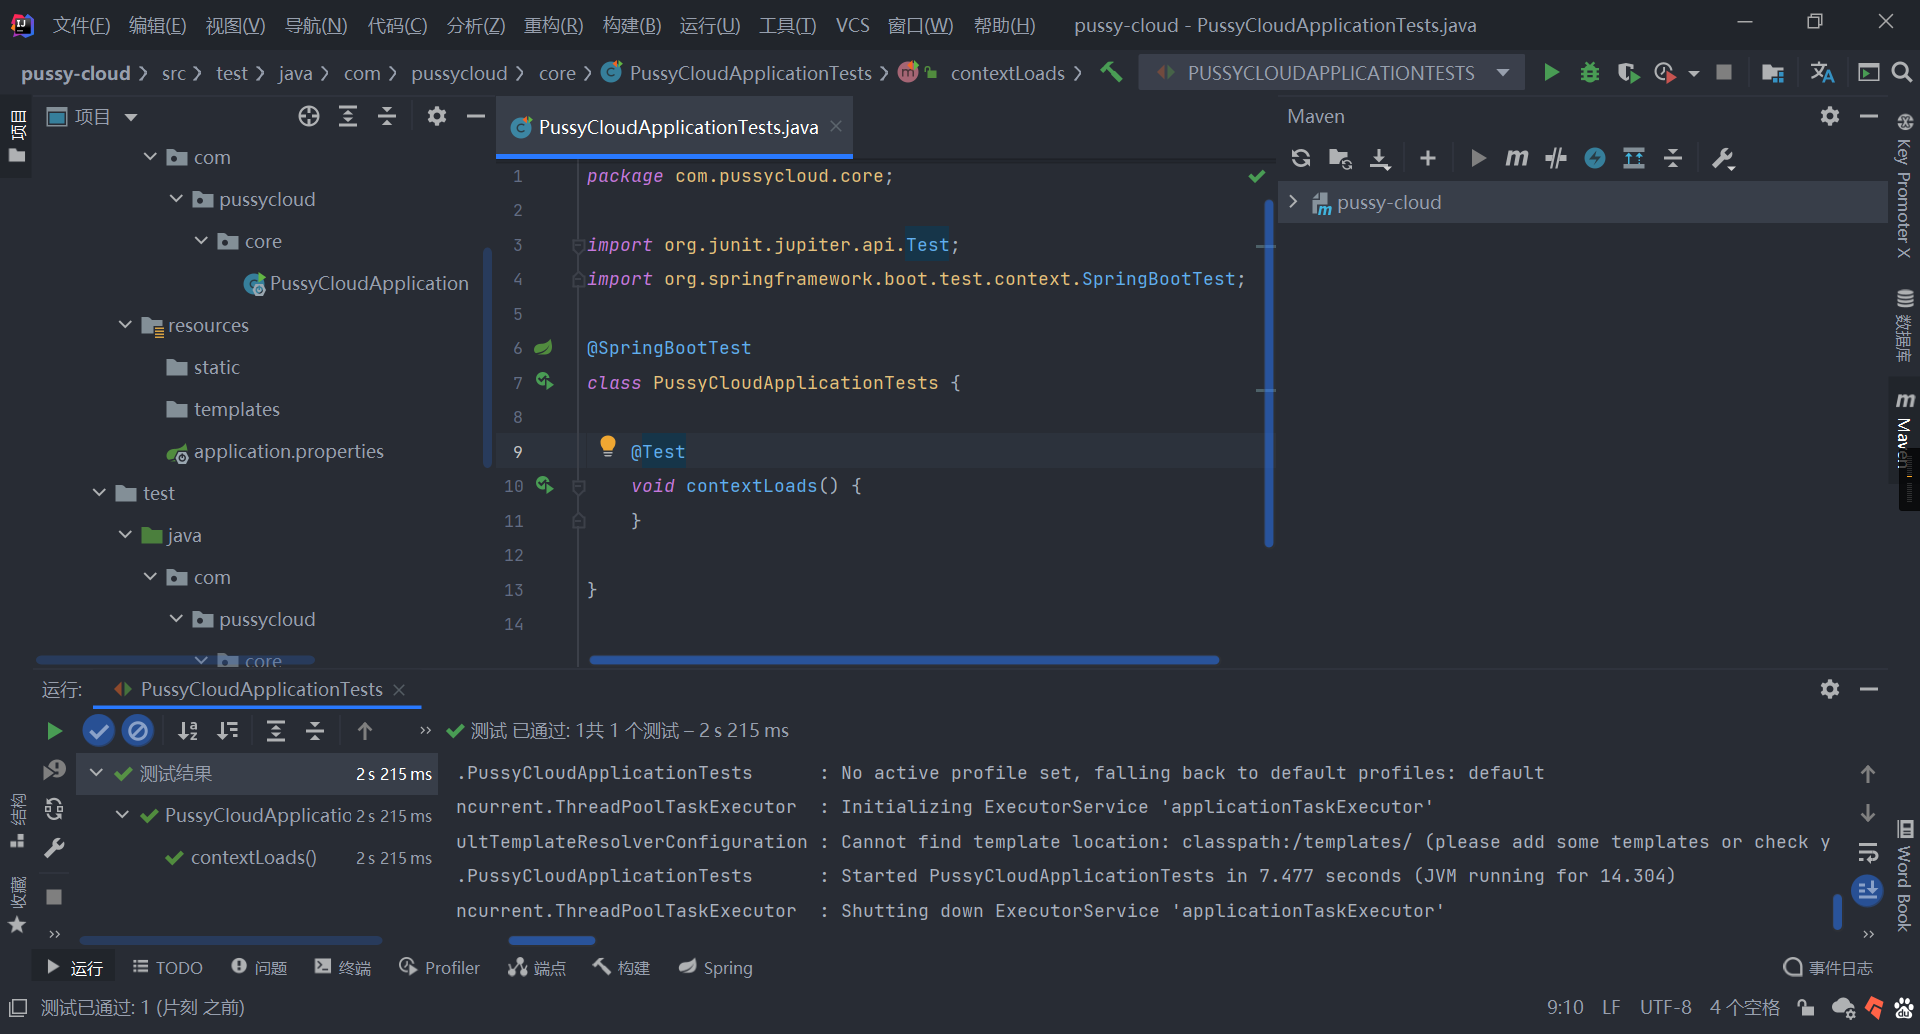 文件(F) 编辑(E) 视图(V) 导航(N) 代码(C) 分析(Z) 重构(R) 构建(B) 运行(U) 工具(T) VCS 窗口(W) 帮助(H) pussy-cloud - PussyCloudApplicationTests.java
pussy-cloud src test java com pussycloud core PussyCloudApplicationTests contextLoads PUSSYCLOUDAPPLICATIONTESTS
项目
项目
com
pussycloud
core
PussyCloudApplication
resources
static
templates
application.properties
test
java
com
pussycloud
core
PussyCloudApplicationTests.java
1 package com.pussycloud.core;
2
3 import org.junit.jupiter.api.Test;
4 import org.springframework.boot.test.context.SpringBootTest;
5
6 @SpringBootTest
7 class PussyCloudApplicationTests {
8
9 @Test
10 void contextLoads() {
11 }
12
13 }
14
Maven
pussy-cloud
Key Promoter X
数据库
Maven
运行: PussyCloudApplicationTests
测试 已通过: 1共 1 个测试 – 2 s 215 ms
测试结果 2 s 215 ms
PussyCloudApplicatio 2 s 215 ms
contextLoads() 2 s 215 ms
.PussyCloudApplicationTests : No active profile set, falling back to default profiles: default
ncurrent.ThreadPoolTaskExecutor : Initializing ExecutorService 'applicationTaskExecutor'
ultTemplateResolverConfiguration : Cannot find template location: classpath:/templates/ (please add some templates or check y
.PussyCloudApplicationTests : Started PussyCloudApplicationTests in 7.477 seconds (JVM running for 14.304)
ncurrent.ThreadPoolTaskExecutor : Shutting down ExecutorService 'applicationTaskExecutor'
结构
收藏
Word Book
运行 TODO 问题 终端 Profiler 端点 构建 Spring 事件日志
测试已通过: 1 (片刻 之前) 9:10 LF UTF-8 4 个空格